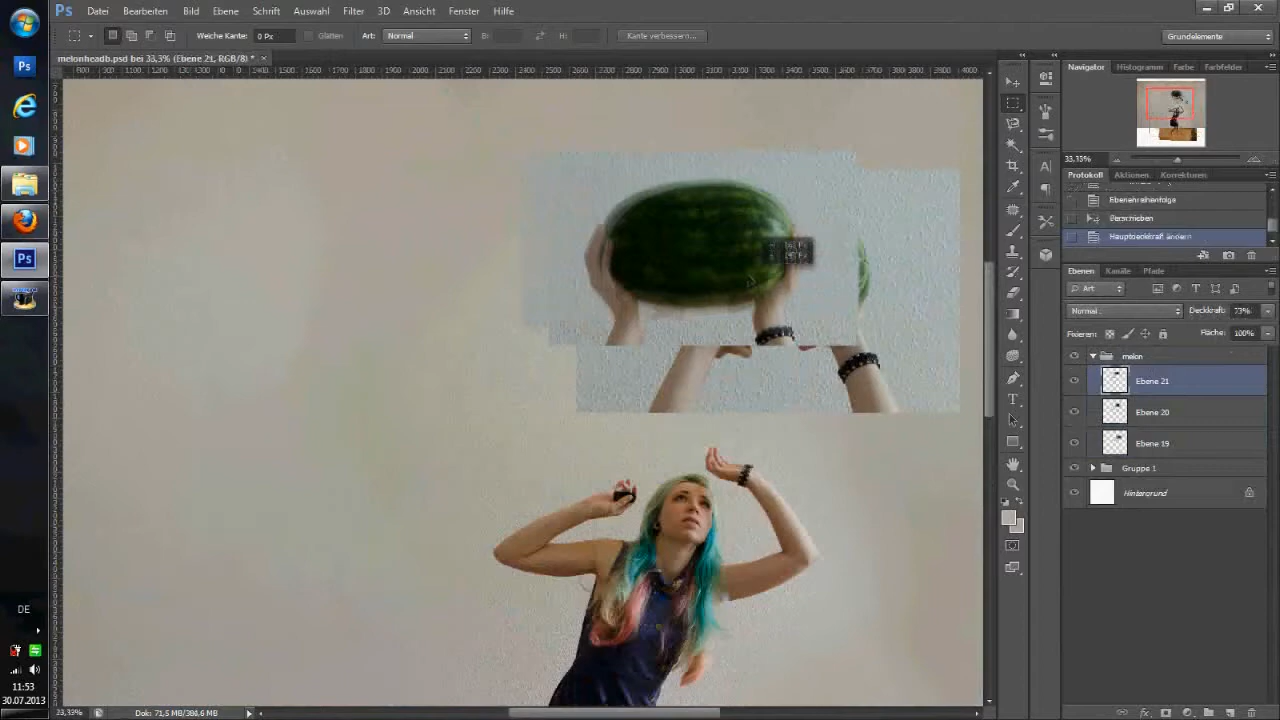 Ps Datei Bearbeiten Bild Ebene Schrift Auswahl Filter 3D Ansicht Fenster Hilfe
Weiche Kante: 0 Px Glätten Art: Normal B: H: Kante verbessern... Grundelemente
melonheadb.psd bei 33,3% (Ebene 21, RGB/8) *
Navigator Histogramm Farbe Farbfelder
33,33%
Protokoll Aktionen Korrekturen
Ebenenreihenfolge
Verschieben
Hauptdeckkraft ändern
Ebenen Kanäle Pfade
Art
Normal Deckkraft: 73%
Fixieren: Fläche: 100%
melon
Ebene 21
Ebene 20
Ebene 19
Gruppe 1
Hintergrund
DE
11:53
30.07.2013
33,33% Dok: 71,5 MB/386,6 MB